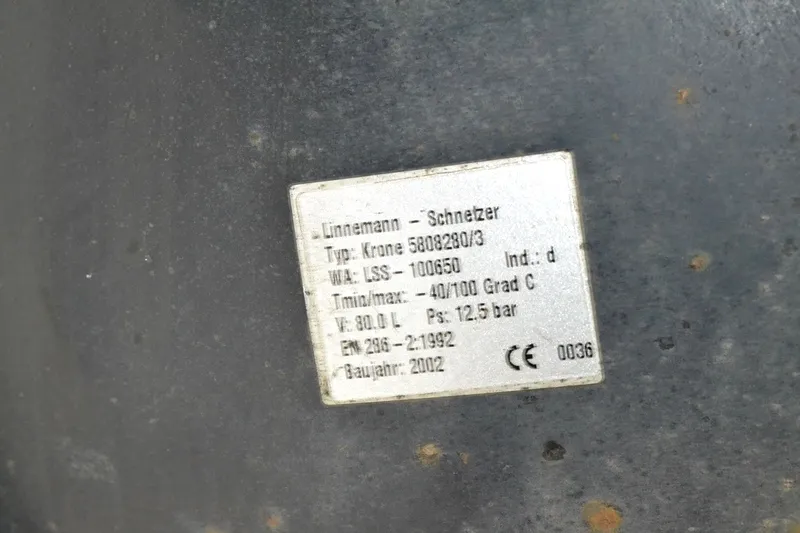 Linnemann - Schnetzer
Typ: Krone 5808280/3
WA: LSS - 100650 Ind.: d
Tmin/max: - 40/100 Grad C
V: 80.0 L Ps: 12.5 bar
EN 286 - 2:1992
Baujahr: 2002 CE 0036